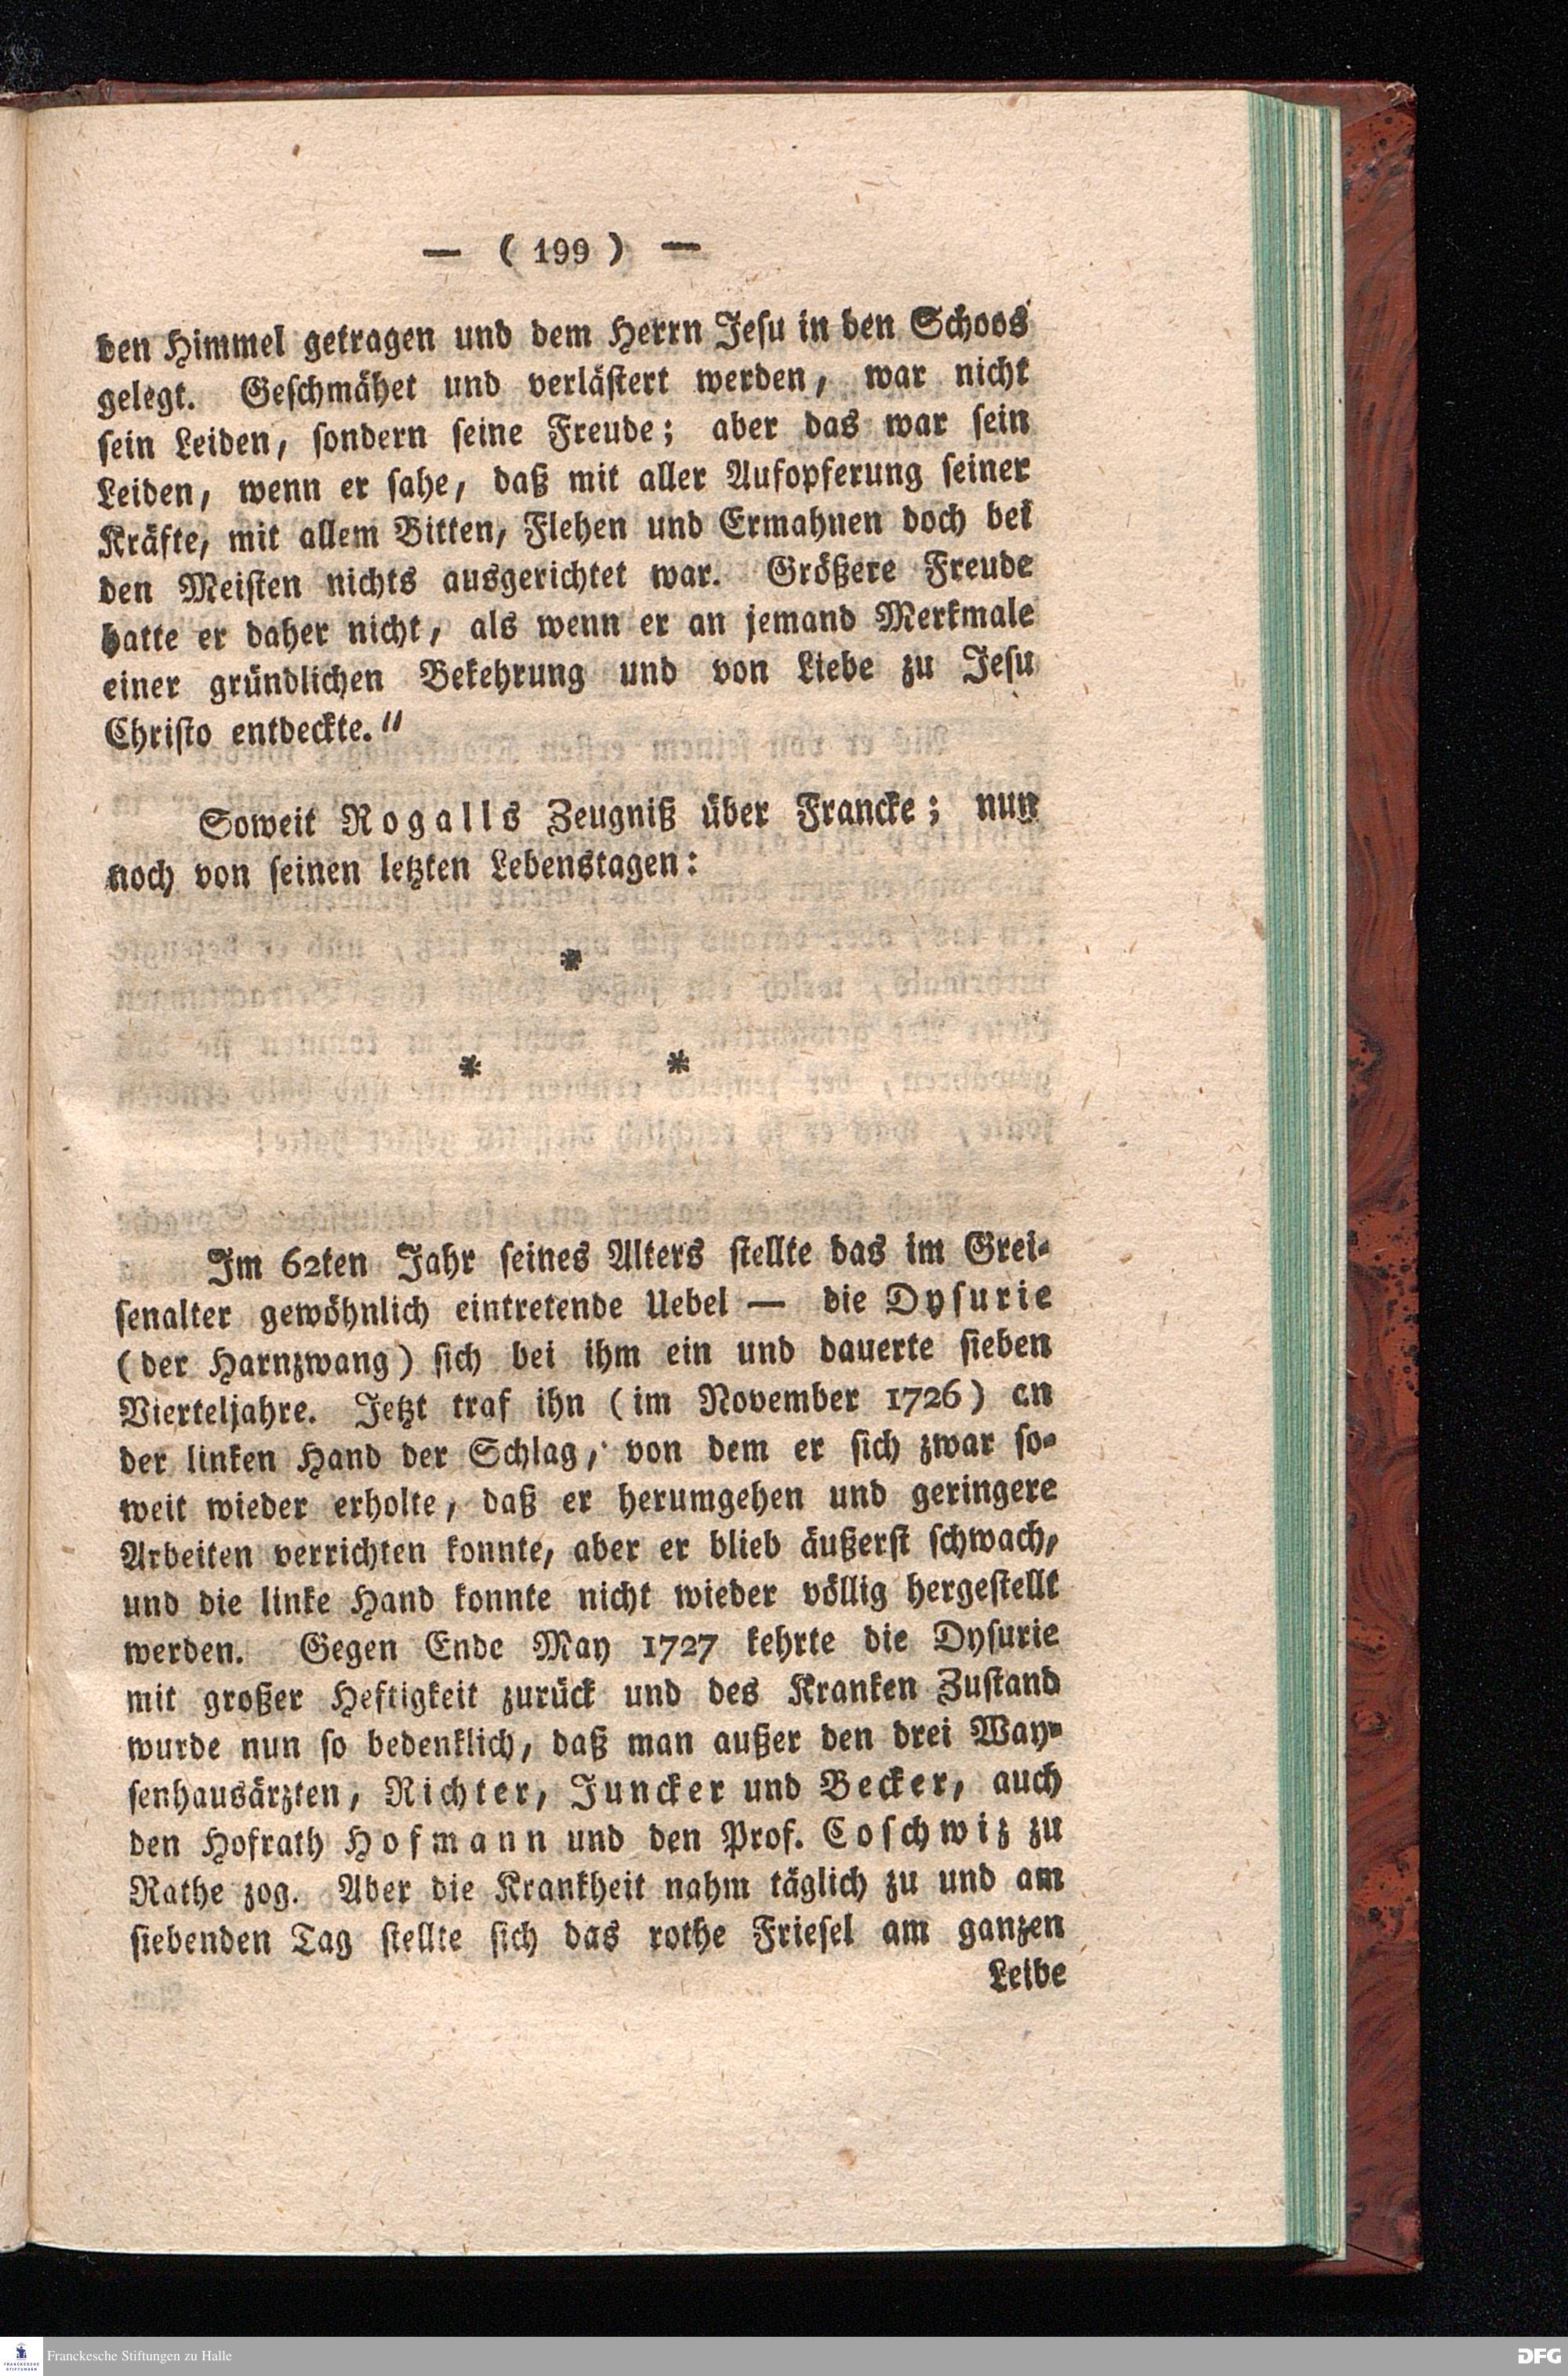 — ( 199 ) —
den Himmel getragen und dem Herrn Jesu in den Schoos
gelegt. Geschmähet und verlästert werden, war nicht
sein Leiden, sondern seine Freude; aber das war sein
Leiden, wenn er sahe, daß mit aller Aufopferung seiner
Kräfte, mit allem Bitten, Flehen und Ermahnen doch bei
den Meisten nichts ausgerichtet war. Größere Freude
hatte er daher nicht, als wenn er an jemand Merkmale
einer gründlichen Bekehrung und von Liebe zu Jesu
Christo entdeckte."
Soweit Rogalls Zeugniß über Francke; nun
noch von seinen letzten Lebenstagen:
*
* *
Im 62ten Jahr seines Alters stellte das im Grei-
senalter gewöhnlich eintretende Uebel — die Dysurie
(der Harnzwang) sich bei ihm ein und dauerte sieben
Vierteljahre. Jetzt traf ihn (im November 1726) an
der linken Hand der Schlag, von dem er sich zwar so-
weit wieder erholte, daß er herumgehen und geringere
Arbeiten verrichten konnte, aber er blieb äußerst schwach,
und die linke Hand konnte nicht wieder völlig hergestellt
werden. Gegen Ende May 1727 kehrte die Dysurie
mit großer Heftigkeit zurück und des Kranken Zustand
wurde nun so bedenklich, daß man außer den drei Way-
senhausärzten, Richter, Juncker und Becker, auch
den Hofrath Hofmann und den Prof. Coschwiz zu
Rathe zog. Aber die Krankheit nahm täglich zu und am
siebenden Tag stellte sich das rothe Friesel am ganzen
Leibe
FRANCKESCHE
STIFTUNGEN
Franckesche Stiftungen zu Halle
DFG